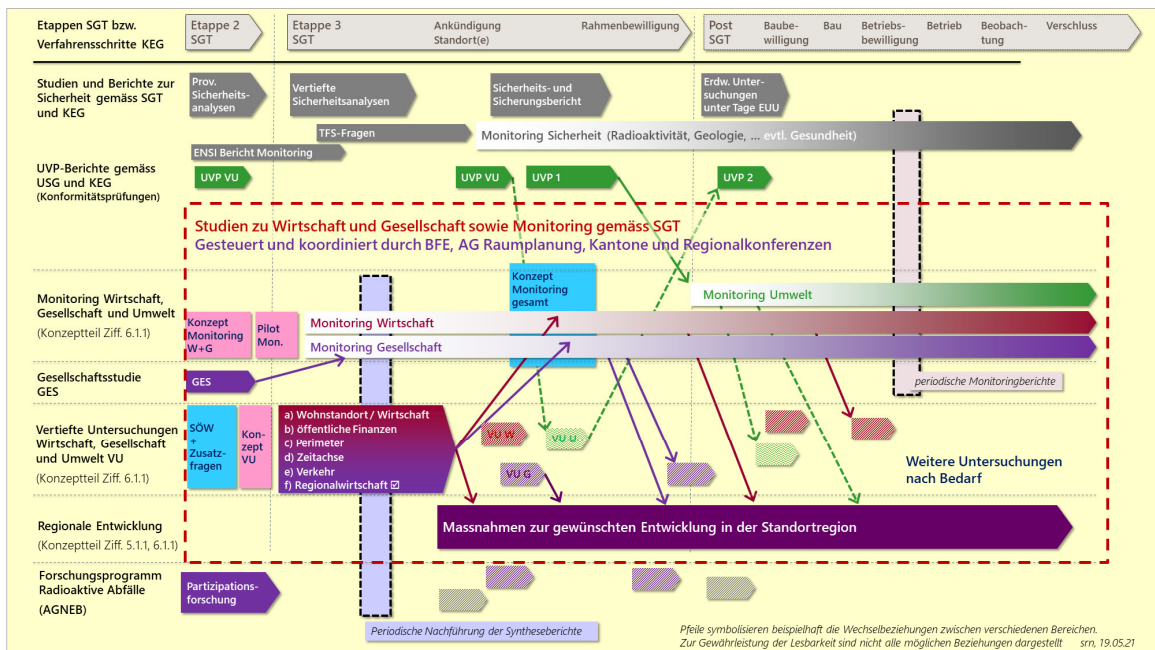 Etappen SGT bzw.
Verfahrensschritte KEG
Etappe 2
SGT
Etappe 3
SGT
Ankündigung
Standort(e)
Rahmenbewilligung
Post
SGT
Baube-
willigung
Bau
Betriebs-
bewilligung
Betrieb
Beobach-
tung
Verschluss
Studien und Berichte zur
Sicherheit gemäss SGT
und KEG
Prov.
Sicherheits-
analysen
Vertiefte
Sicherheitsanalysen
Sicherheits- und
Sicherungsbericht
Erdw. Unter-
suchungen
unter Tage EUU
TFS-Fragen
Monitoring Sicherheit (Radioaktivität, Geologie, ... evtl. Gesundheit)
ENSI Bericht Monitoring
UVP-Berichte gemäss
USG und KEG
(Konformitätsprüfungen)
UVP VU
UVP VU
UVP 1
UVP 2
Studien zu Wirtschaft und Gesellschaft sowie Monitoring gemäss SGT
Gesteuert und koordiniert durch BFE, AG Raumplanung, Kantone und Regionalkonferenzen
Monitoring Wirtschaft,
Gesellschaft und Umwelt
(Konzeptteil Ziff. 6.1.1)
Konzept
Monitoring
gesamt
Monitoring Umwelt
Konzept
Monitoring
W+G
Pilot
Mon.
Monitoring Wirtschaft
Monitoring Gesellschaft
Gesellschaftsstudie
GES
GES
periodische Monitoringberichte
Vertiefte Untersuchungen
Wirtschaft, Gesellschaft
und Umwelt VU
(Konzeptteil Ziff. 6.1.1)
SÖW
+
Zusatz-
fragen
Kon-
zept
VU
a) Wohnstandort / Wirtschaft
b) öffentliche Finanzen
c) Perimeter
d) Zeitachse
e) Verkehr
f) Regionalwirtschaft ☑
VU W
VU U
VU G
Weitere Untersuchungen
nach Bedarf
Regionale Entwicklung
(Konzeptteil Ziff. 5.1.1, 6.1.1)
Massnahmen zur gewünschten Entwicklung in der Standortregion
Forschungsprogramm
Radioaktive Abfälle
(AGNEB)
Partizipations-
forschung
Periodische Nachführung der Syntheseberichte
Pfeile symbolisieren beispielhaft die Wechselbeziehungen zwischen verschiedenen Bereichen.
Zur Gewährleistung der Lesbarkeit sind nicht alle möglichen Beziehungen dargestellt srn, 19.05.21